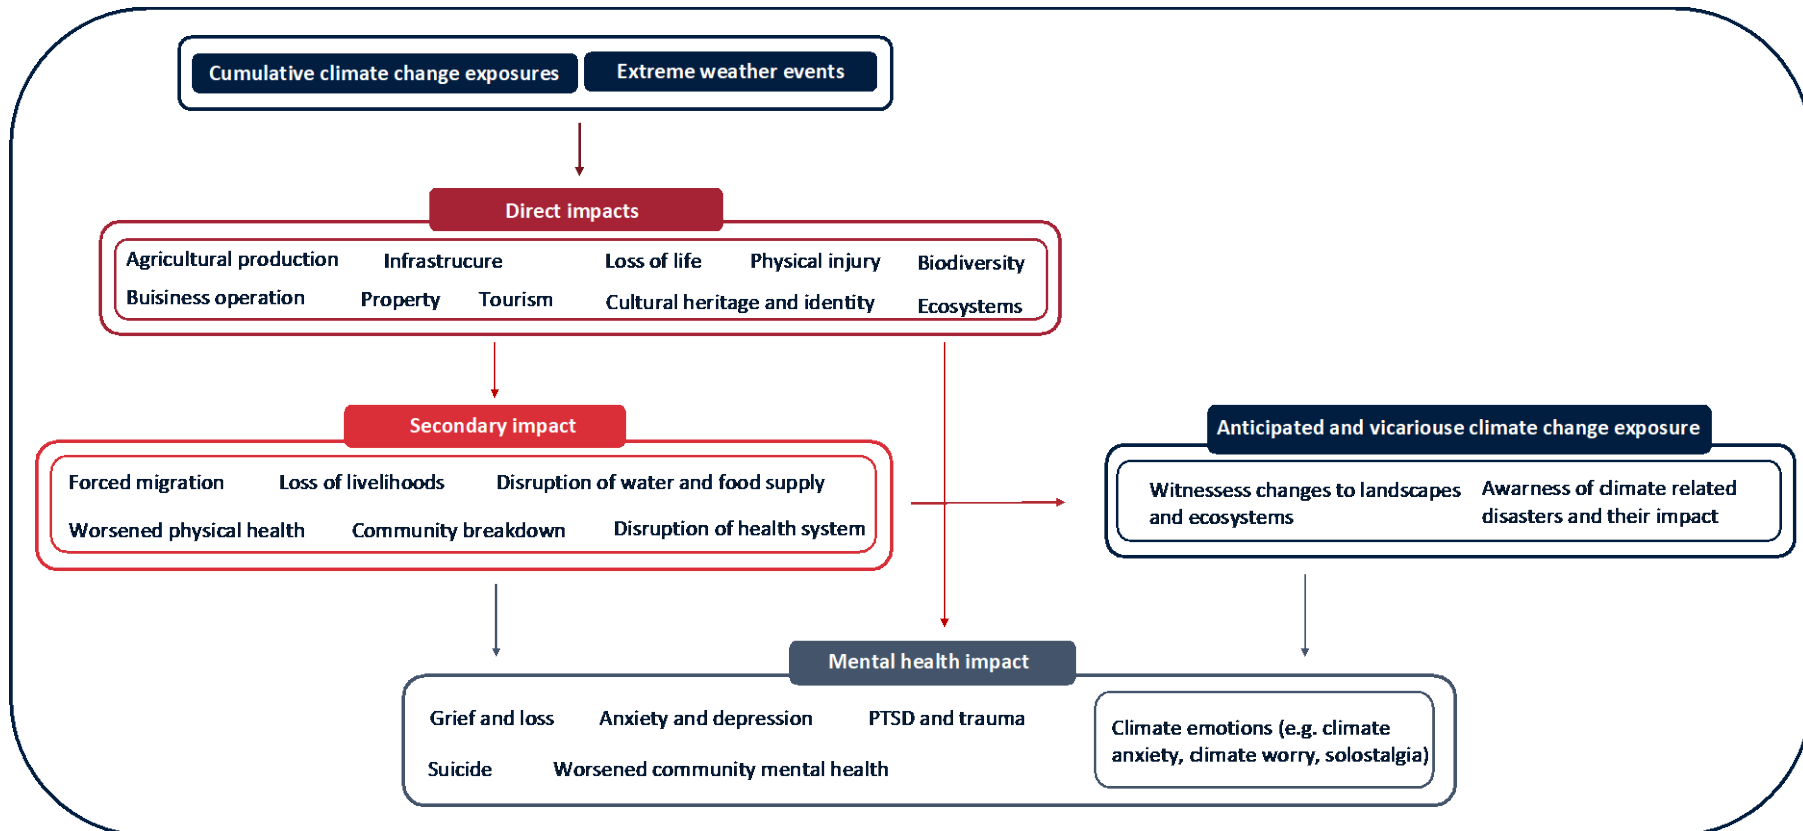 Cumulative climate change exposures
Extreme weather events
Direct impacts
Agricultural production
Infrastrucure
Loss of life
Physical injury
Biodiversity
Buisiness operation
Property
Tourism
Cultural heritage and identity
Ecosystems
Secondary impact
Forced migration
Loss of livelihoods
Disruption of water and food supply
Worsened physical health
Community breakdown
Disruption of health system
Anticipated and vicariouse climate change exposure
Witnessess changes to landscapes
and ecosystems
Awarness of climate related
disasters and their impact
Mental health impact
Grief and loss
Anxiety and depression
PTSD and trauma
Suicide
Worsened community mental health
Climate emotions (e.g. climate
anxiety, climate worry, solostalgia)